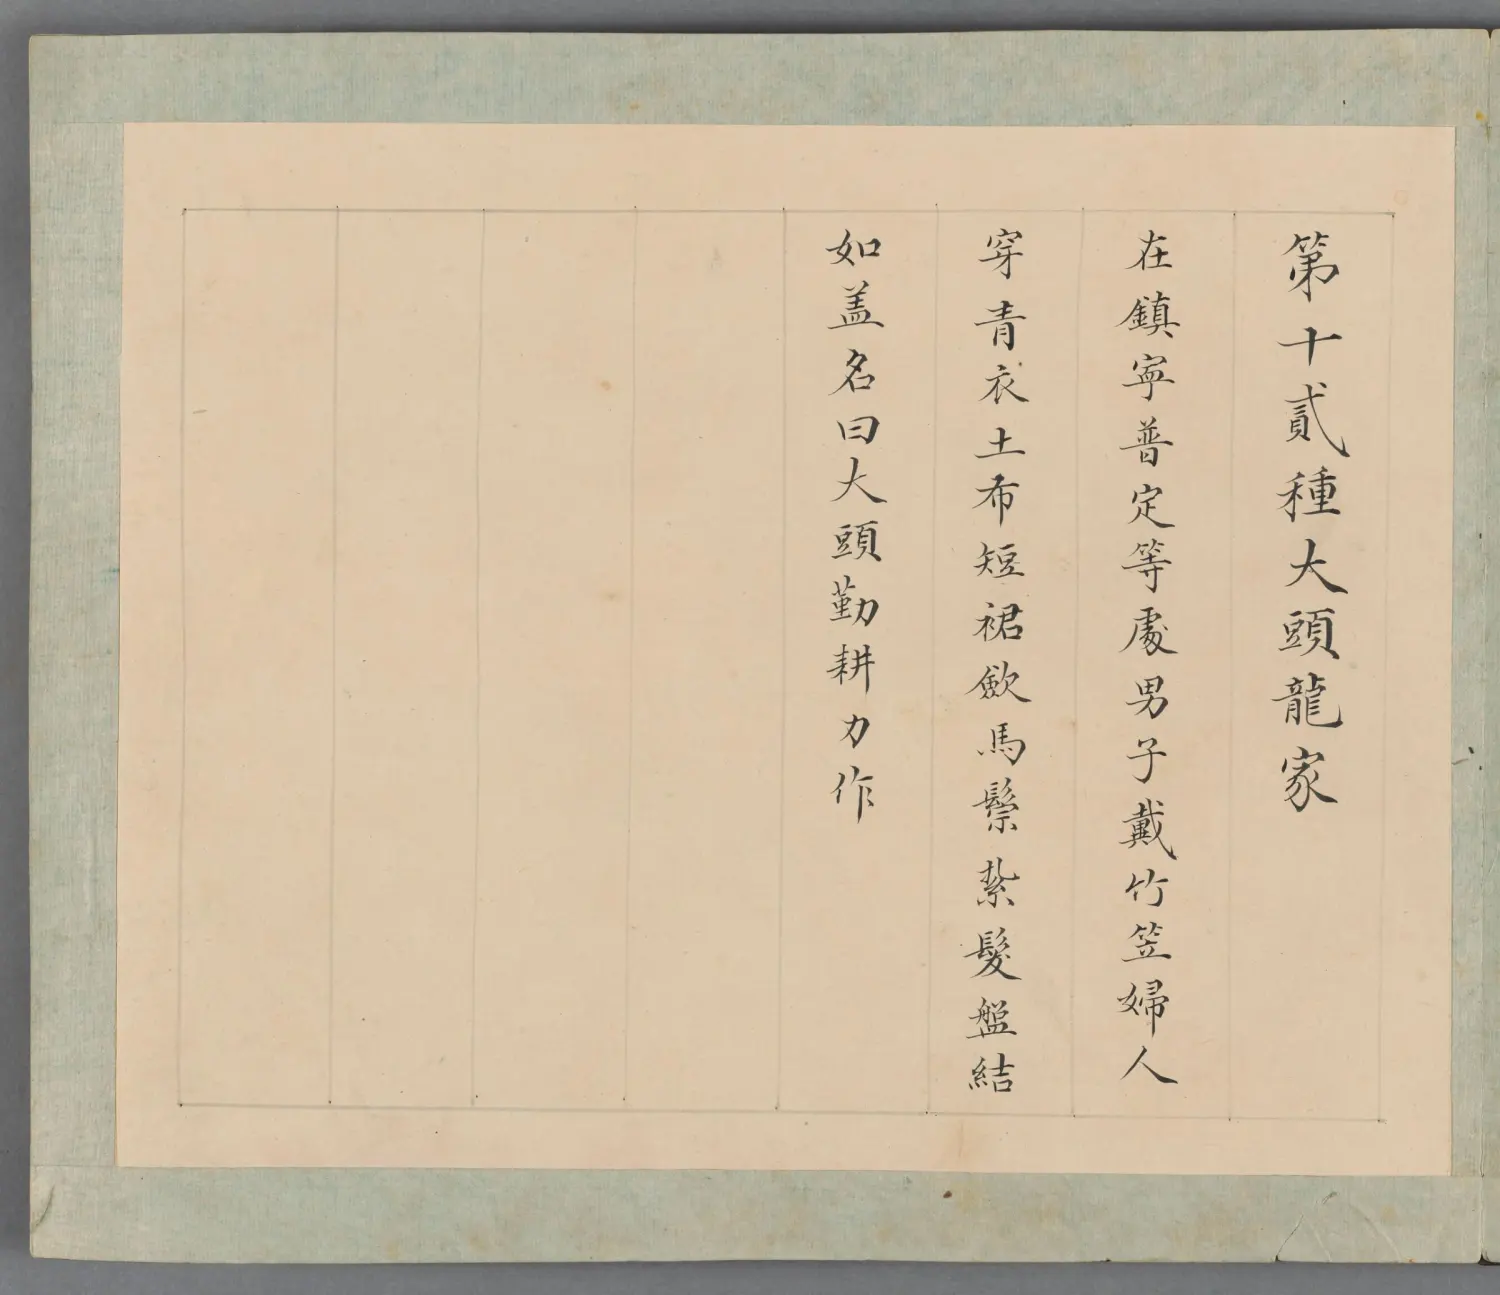 第十貳種大頭龍家
在鎮寧普定等處男子戴竹笠婦人
穿青衣土布短裙歛馬鬃紮髮盤結
如盖名曰大頭勤耕力作